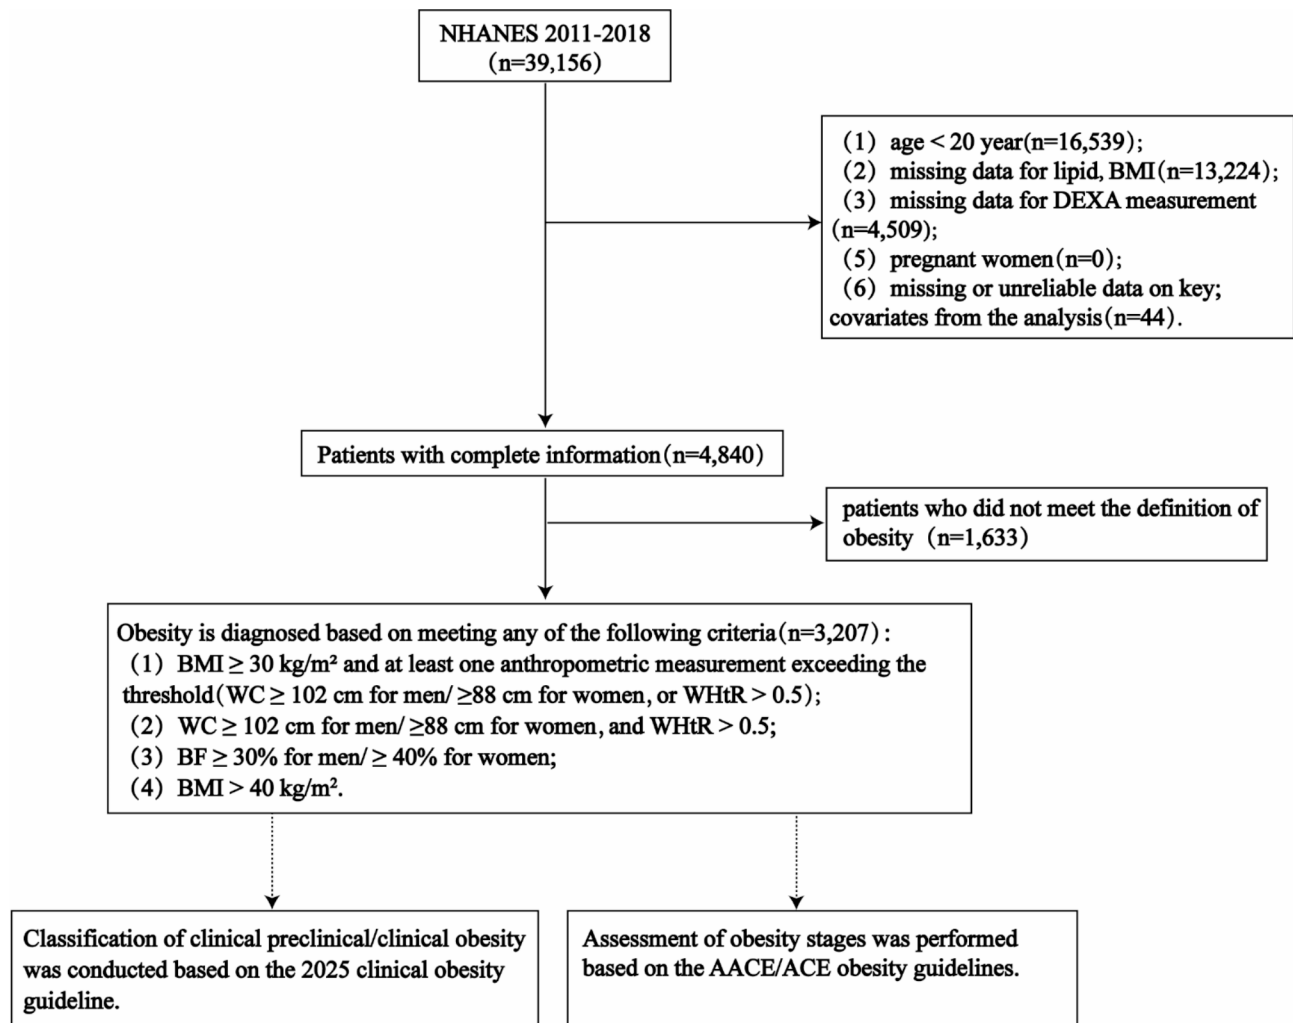 NHANES 2011-2018
(n=39,156)
(1) age < 20 year(n=16,539);
(2) missing data for lipid, BMI(n=13,224);
(3) missing data for DEXA measurement
(n=4,509);
(5) pregnant women(n=0);
(6) missing or unreliable data on key;
covariates from the analysis(n=44).
Patients with complete information(n=4,840)
patients who did not meet the definition of
obesity (n=1,633)
Obesity is diagnosed based on meeting any of the following criteria(n=3,207):
(1) BMI ≥ 30 kg/m² and at least one anthropometric measurement exceeding the
threshold(WC ≥ 102 cm for men/ ≥88 cm for women, or WHtR > 0.5);
(2) WC ≥ 102 cm for men/ ≥88 cm for women, and WHtR > 0.5;
(3) BF ≥ 30% for men/ ≥ 40% for women;
(4) BMI > 40 kg/m².
Classification of clinical preclinical/clinical obesity
was conducted based on the 2025 clinical obesity
guideline.
Assessment of obesity stages was performed
based on the AACE/ACE obesity guidelines.